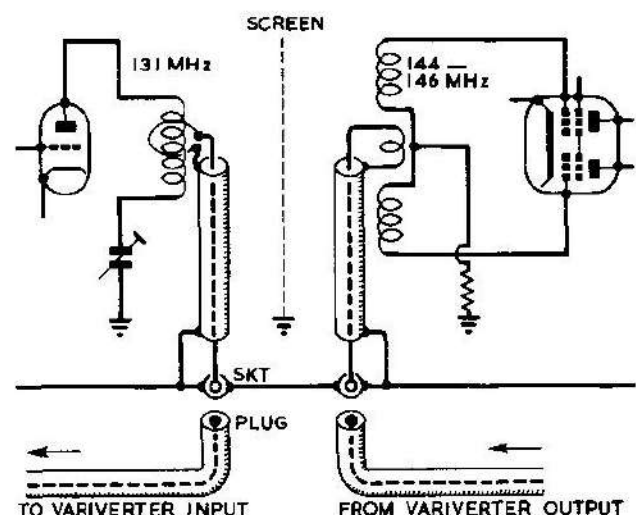 SCREEN
131 MHz
144 —
146 MHz
SKT
PLUG
TO VARIVERTER INPUT
FROM VARIVERTER OUTPUT